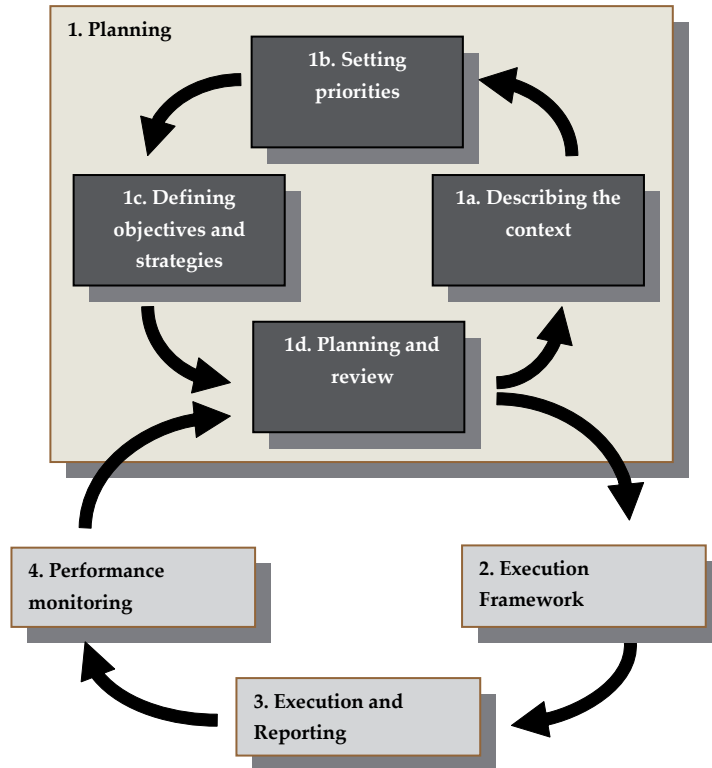 1. Planning
1b. Setting
priorities
1c. Defining
objectives and
strategies
1a. Describing the
context
1d. Planning and
review
4. Performance
monitoring
2. Execution
Framework
3. Execution and
Reporting